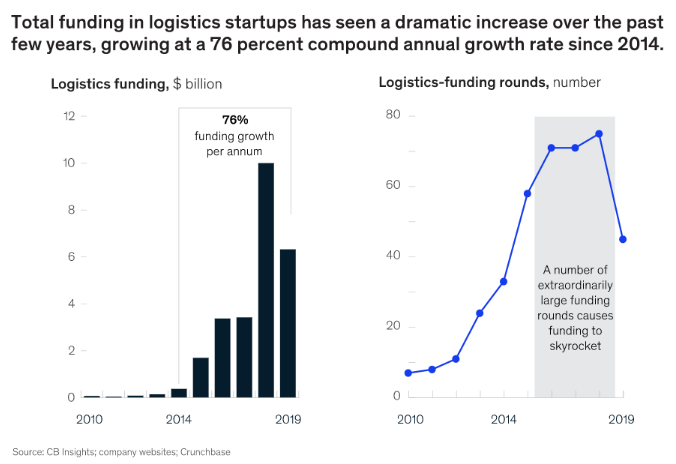 Total funding in logistics startups has seen a dramatic increase over the past
few years, growing at a 76 percent compound annual growth rate since 2014.
Logistics funding, $ billion
12
10
8
6
4
2
0
76%
funding growth
per annum
2010
2014
2019
Logistics-funding rounds, number
80
60
40
20
0
A number of
extraordinarily
large funding
rounds causes
funding to
skyrocket
2010
2014
2019
Source: CB Insights; company websites; Crunchbase